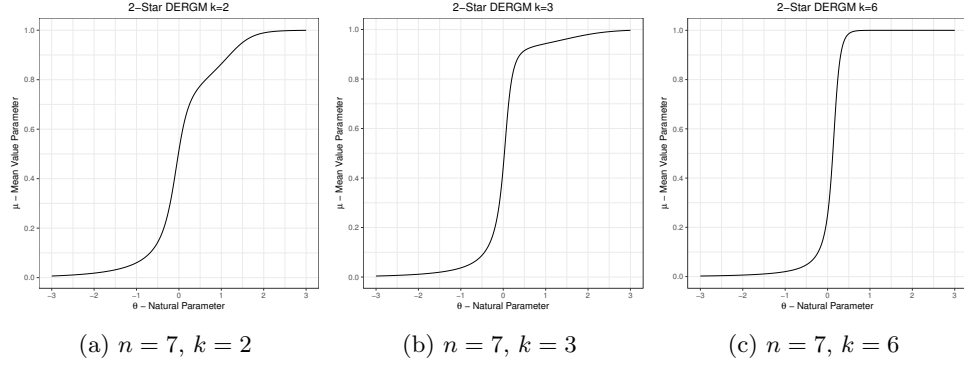 2-Star DERGM k=2
1.0
0.8
0.6
0.4
0.2
0.0
μ − Mean Value Parameter
−3 −2 −1 0 1 2 3
θ − Natural Parameter
(a) n = 7, k = 2
2-Star DERGM k=3
1.0
0.8
0.6
0.4
0.2
0.0
μ − Mean Value Parameter
−3 −2 −1 0 1 2 3
θ − Natural Parameter
(b) n = 7, k = 3
2-Star DERGM k=6
1.0
0.8
0.6
0.4
0.2
0.0
μ − Mean Value Parameter
−3 −2 −1 0 1 2 3
θ − Natural Parameter
(c) n = 7, k = 6